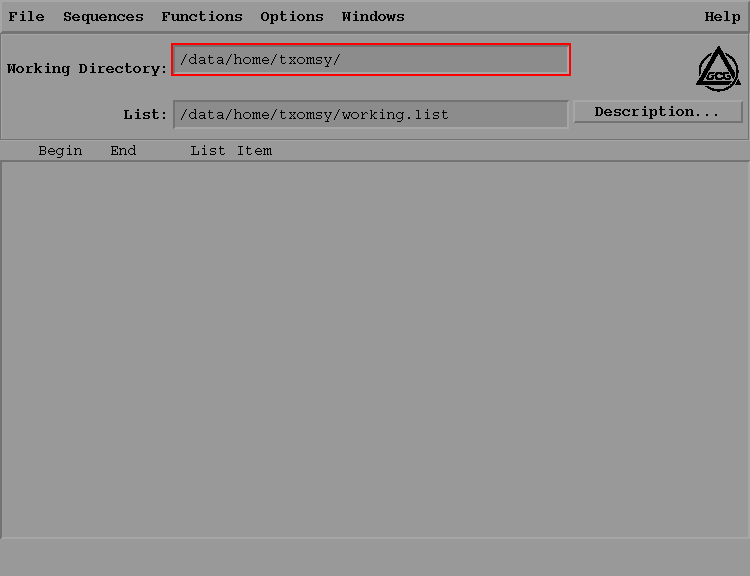 File Sequences Functions Options Windows Help
Working Directory: /data/home/txomsy/
GCG
List: /data/home/txomsy/working.list Description...
Begin End List Item